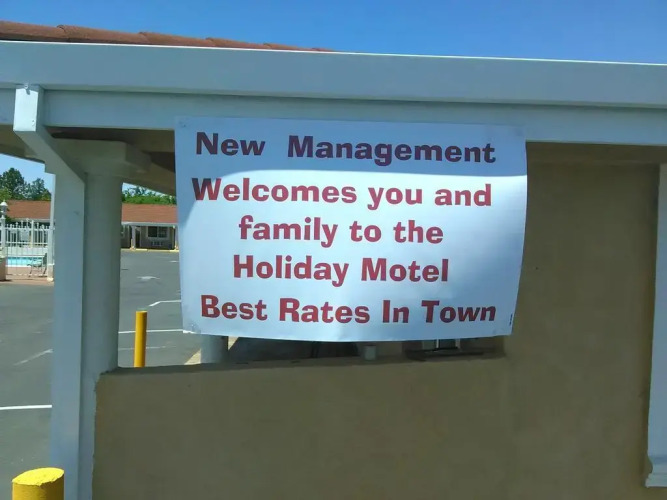 New Management
Welcomes you and
family to the
Holiday Motel
Best Rates In Town